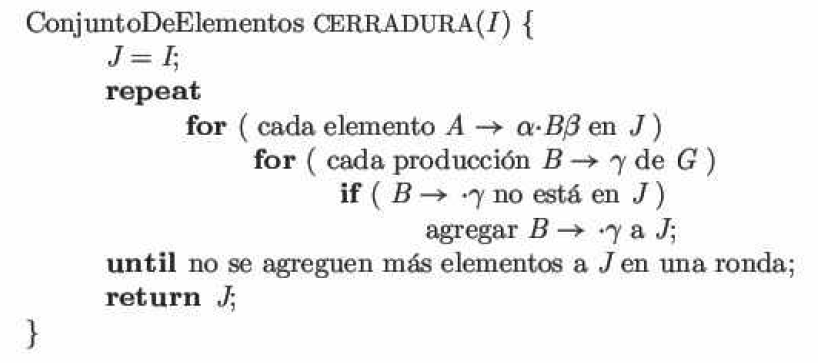 ConjuntoDeElementos CERRADURA(I) {
J = I;
repeat
for ( cada elemento A → α·Bβ en J )
for ( cada producción B → γ de G )
if ( B → ·γ no está en J )
agregar B → ·γ a J;
until no se agreguen más elementos a J en una ronda;
return J;
}